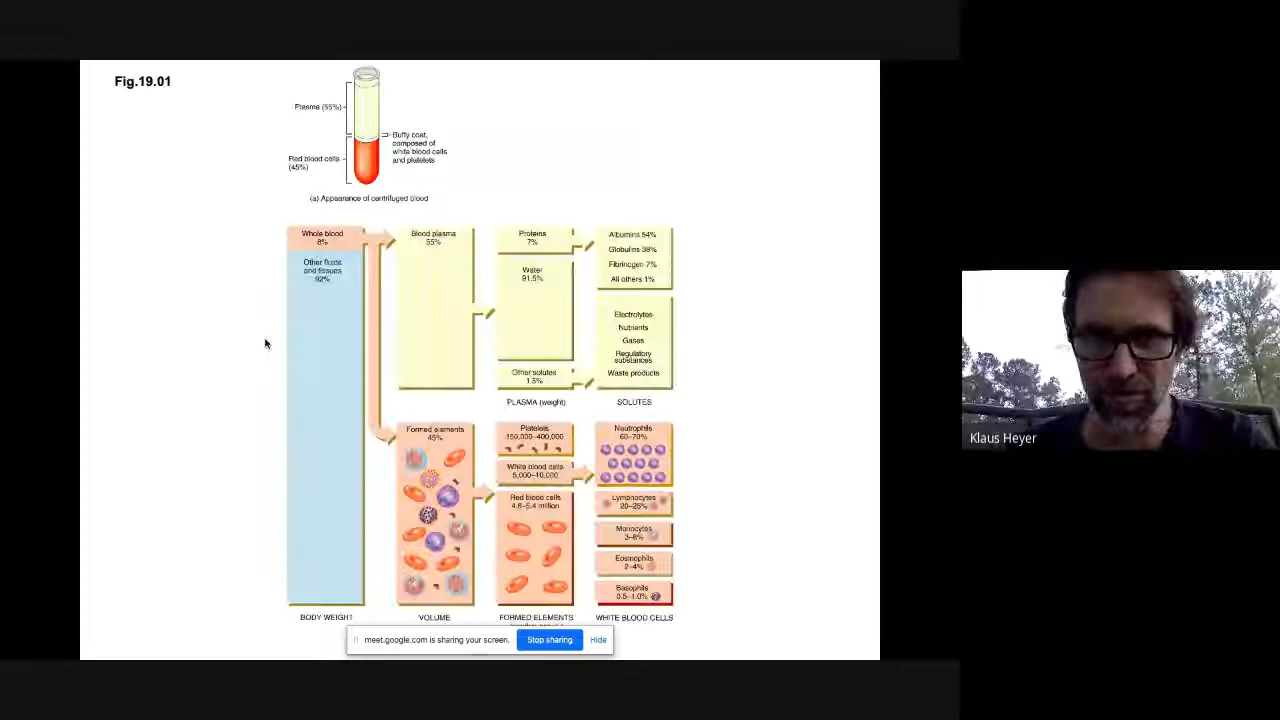 Fig.19.01
Plasma (55%)
Buffy coat,
composed of
white blood cells
and platelets
Red blood cells
(45%)
(a) Appearance of centrifuged blood
Whole blood
8%
Other fluids
and tissues
92%
BODY WEIGHT
Blood plasma
55%
Formed elements
45%
VOLUME
Proteins
7%
Water
91.5%
Other solutes
1.5%
PLASMA (weight)
Albumins 54%
Globulins 38%
Fibrinogen 7%
All others 1%
Electrolytes
Nutrients
Gases
Regulatory
substances
Waste products
SOLUTES
Platelets
150,000–400,000
White blood cells
5,000–10,000
Red blood cells
4.8–5.4 million
FORMED ELEMENTS
Neutrophils
60–70%
Lymphocytes
20–25%
Monocytes
3–8%
Eosinophils
2–4%
Basophils
0.5–1.0%
WHITE BLOOD CELLS
meet.google.com is sharing your screen.
Stop sharing
Hide
Klaus Heyer